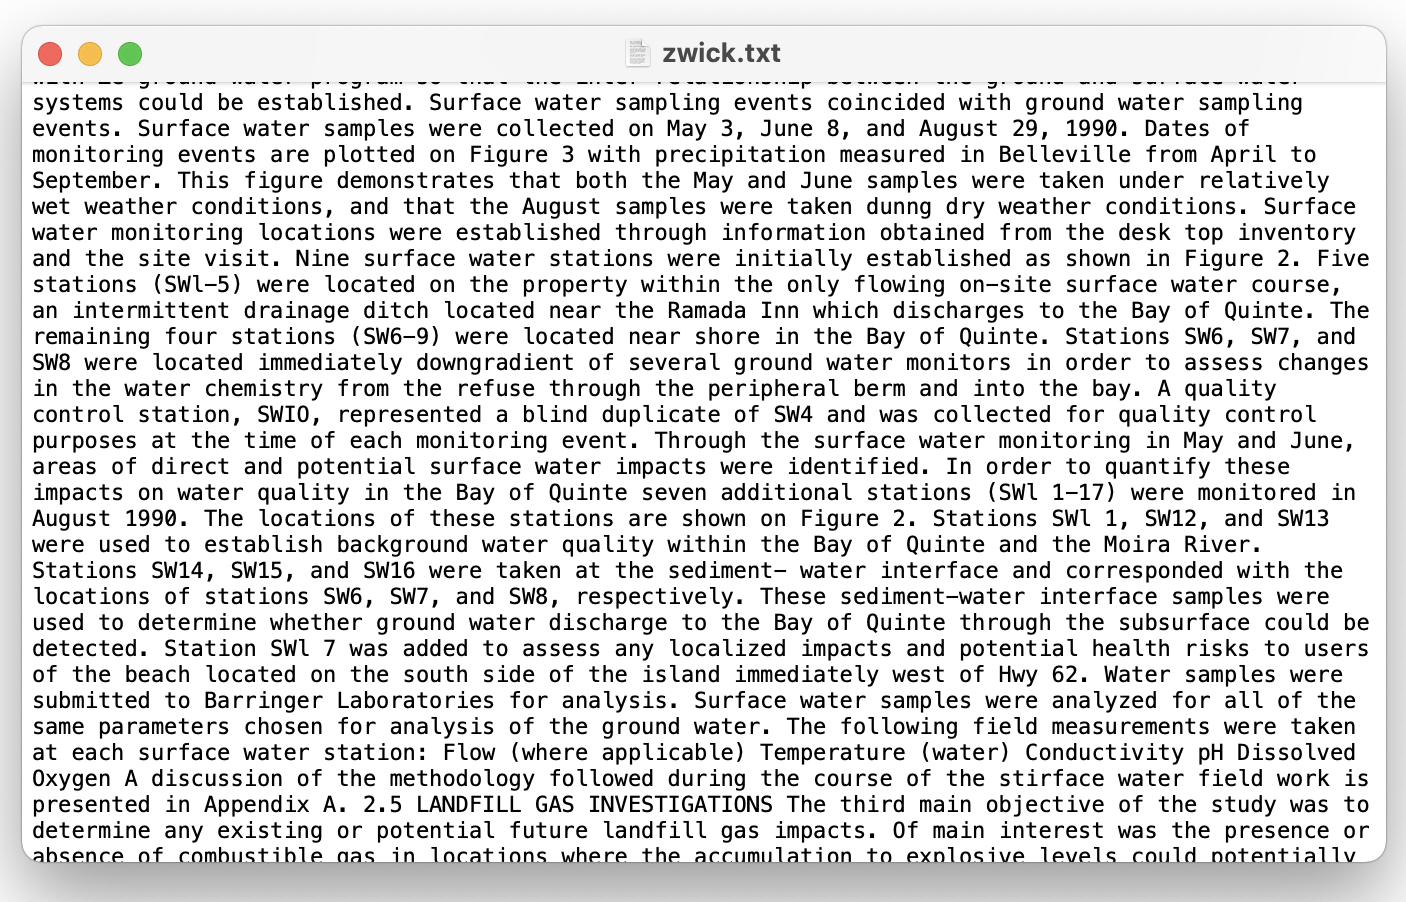 zwick.txt
with 2e ground water program so that the inter-relationship between the ground and surface water
systems could be established. Surface water sampling events coincided with ground water sampling
events. Surface water samples were collected on May 3, June 8, and August 29, 1990. Dates of
monitoring events are plotted on Figure 3 with precipitation measured in Belleville from April to
September. This figure demonstrates that both the May and June samples were taken under relatively
wet weather conditions, and that the August samples were taken dunng dry weather conditions. Surface
water monitoring locations were established through information obtained from the desk top inventory
and the site visit. Nine surface water stations were initially established as shown in Figure 2. Five
stations (SWl-5) were located on the property within the only flowing on-site surface water course,
an intermittent drainage ditch located near the Ramada Inn which discharges to the Bay of Quinte. The
remaining four stations (SW6-9) were located near shore in the Bay of Quinte. Stations SW6, SW7, and
SW8 were located immediately downgradient of several ground water monitors in order to assess changes
in the water chemistry from the refuse through the peripheral berm and into the bay. A quality
control station, SWIO, represented a blind duplicate of SW4 and was collected for quality control
purposes at the time of each monitoring event. Through the surface water monitoring in May and June,
areas of direct and potential surface water impacts were identified. In order to quantify these
impacts on water quality in the Bay of Quinte seven additional stations (SWl 1-17) were monitored in
August 1990. The locations of these stations are shown on Figure 2. Stations SWl 1, SW12, and SW13
were used to establish background water quality within the Bay of Quinte and the Moira River.
Stations SW14, SW15, and SW16 were taken at the sediment- water interface and corresponded with the
locations of stations SW6, SW7, and SW8, respectively. These sediment-water interface samples were
used to determine whether ground water discharge to the Bay of Quinte through the subsurface could be
detected. Station SWl 7 was added to assess any localized impacts and potential health risks to users
of the beach located on the south side of the island immediately west of Hwy 62. Water samples were
submitted to Barringer Laboratories for analysis. Surface water samples were analyzed for all of the
same parameters chosen for analysis of the ground water. The following field measurements were taken
at each surface water station: Flow (where applicable) Temperature (water) Conductivity pH Dissolved
Oxygen A discussion of the methodology followed during the course of the stirface water field work is
presented in Appendix A. 2.5 LANDFILL GAS INVESTIGATIONS The third main objective of the study was to
determine any existing or potential future landfill gas impacts. Of main interest was the presence or
absence of combustible gas in locations where the accumulation to explosive levels could potentially